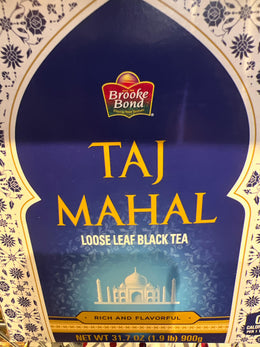 Brooke
Bond
TAJ
MAHAL
LOOSE LEAF BLACK TEA
RICH AND FLAVORFUL
NET WT 31.7 OZ (1.9 lb) 900g